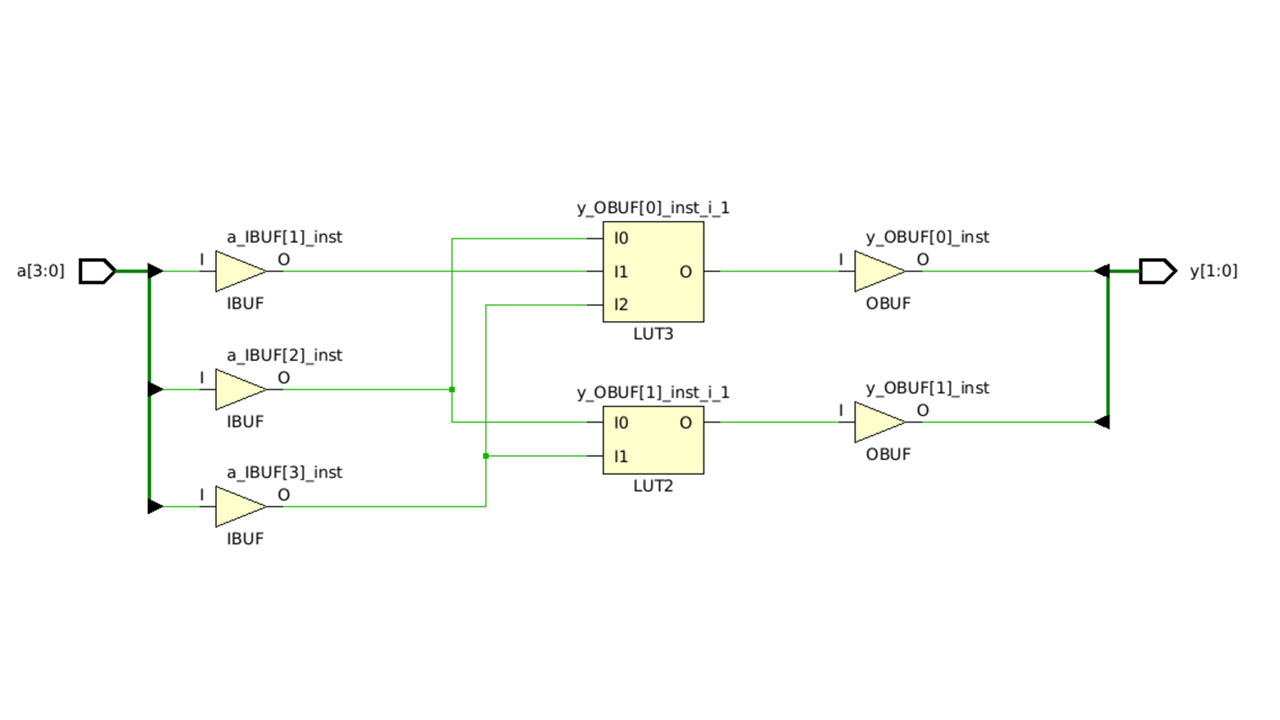 a[3:0]
a_IBUF[1]_inst
I
O
IBUF
a_IBUF[2]_inst
I
O
IBUF
a_IBUF[3]_inst
I
O
IBUF
y_OBUF[0]_inst_i_1
I0
I1
O
I2
LUT3
y_OBUF[1]_inst_i_1
I0
O
I1
LUT2
y_OBUF[0]_inst
I
O
OBUF
y_OBUF[1]_inst
I
O
OBUF
y[1:0]